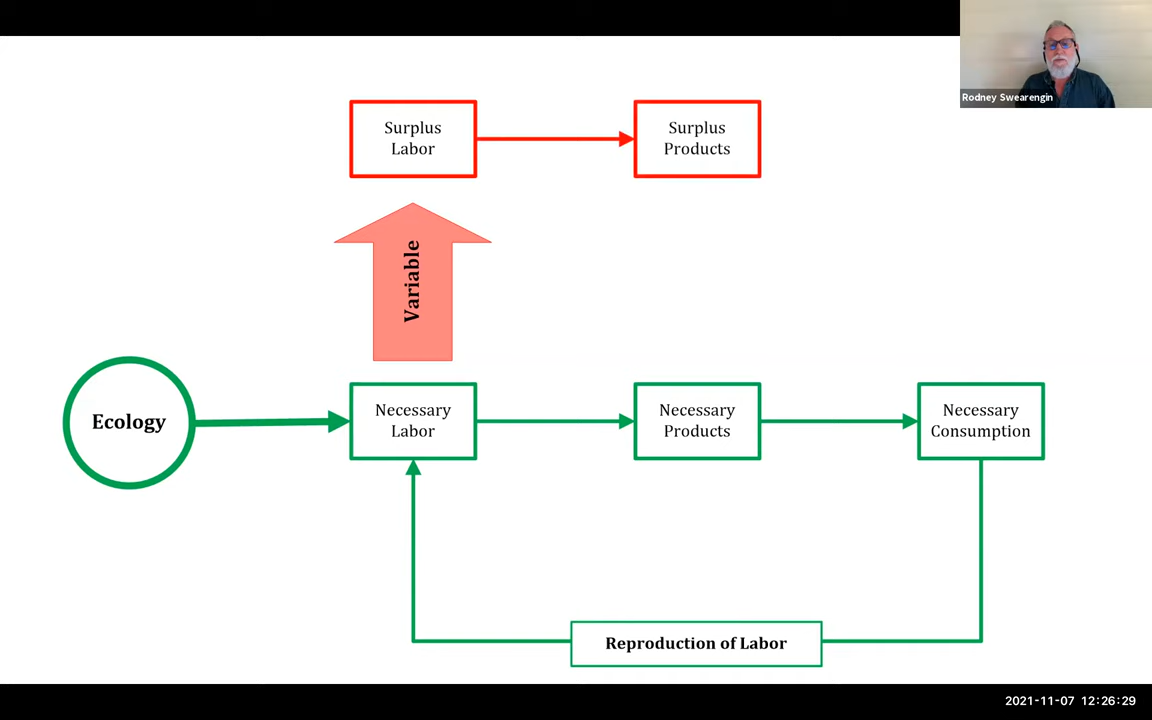 Rodney Swearengin
Surplus
Labor
Surplus
Products
Variable
Ecology
Necessary
Labor
Necessary
Products
Necessary
Consumption
Reproduction of Labor
2021-11-07 12:26:29